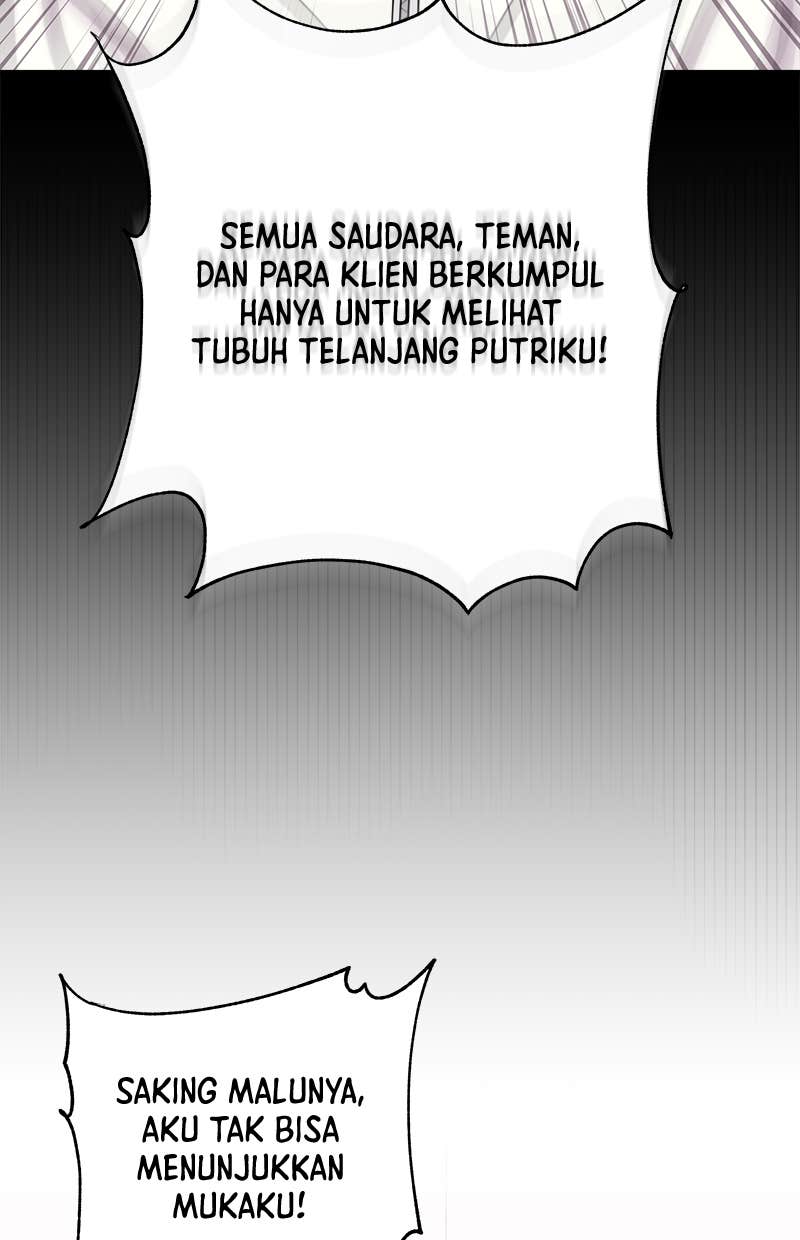 SEMUA SAUDARA, TEMAN,
DAN PARA KLIEN BERKUMPUL
HANYA UNTUK MELIHAT
TUBUH TELANJANG PUTRIKU!
SAKING MALUNYA,
AKU TAK BISA
MENUNJUKKAN
MUKAKU!